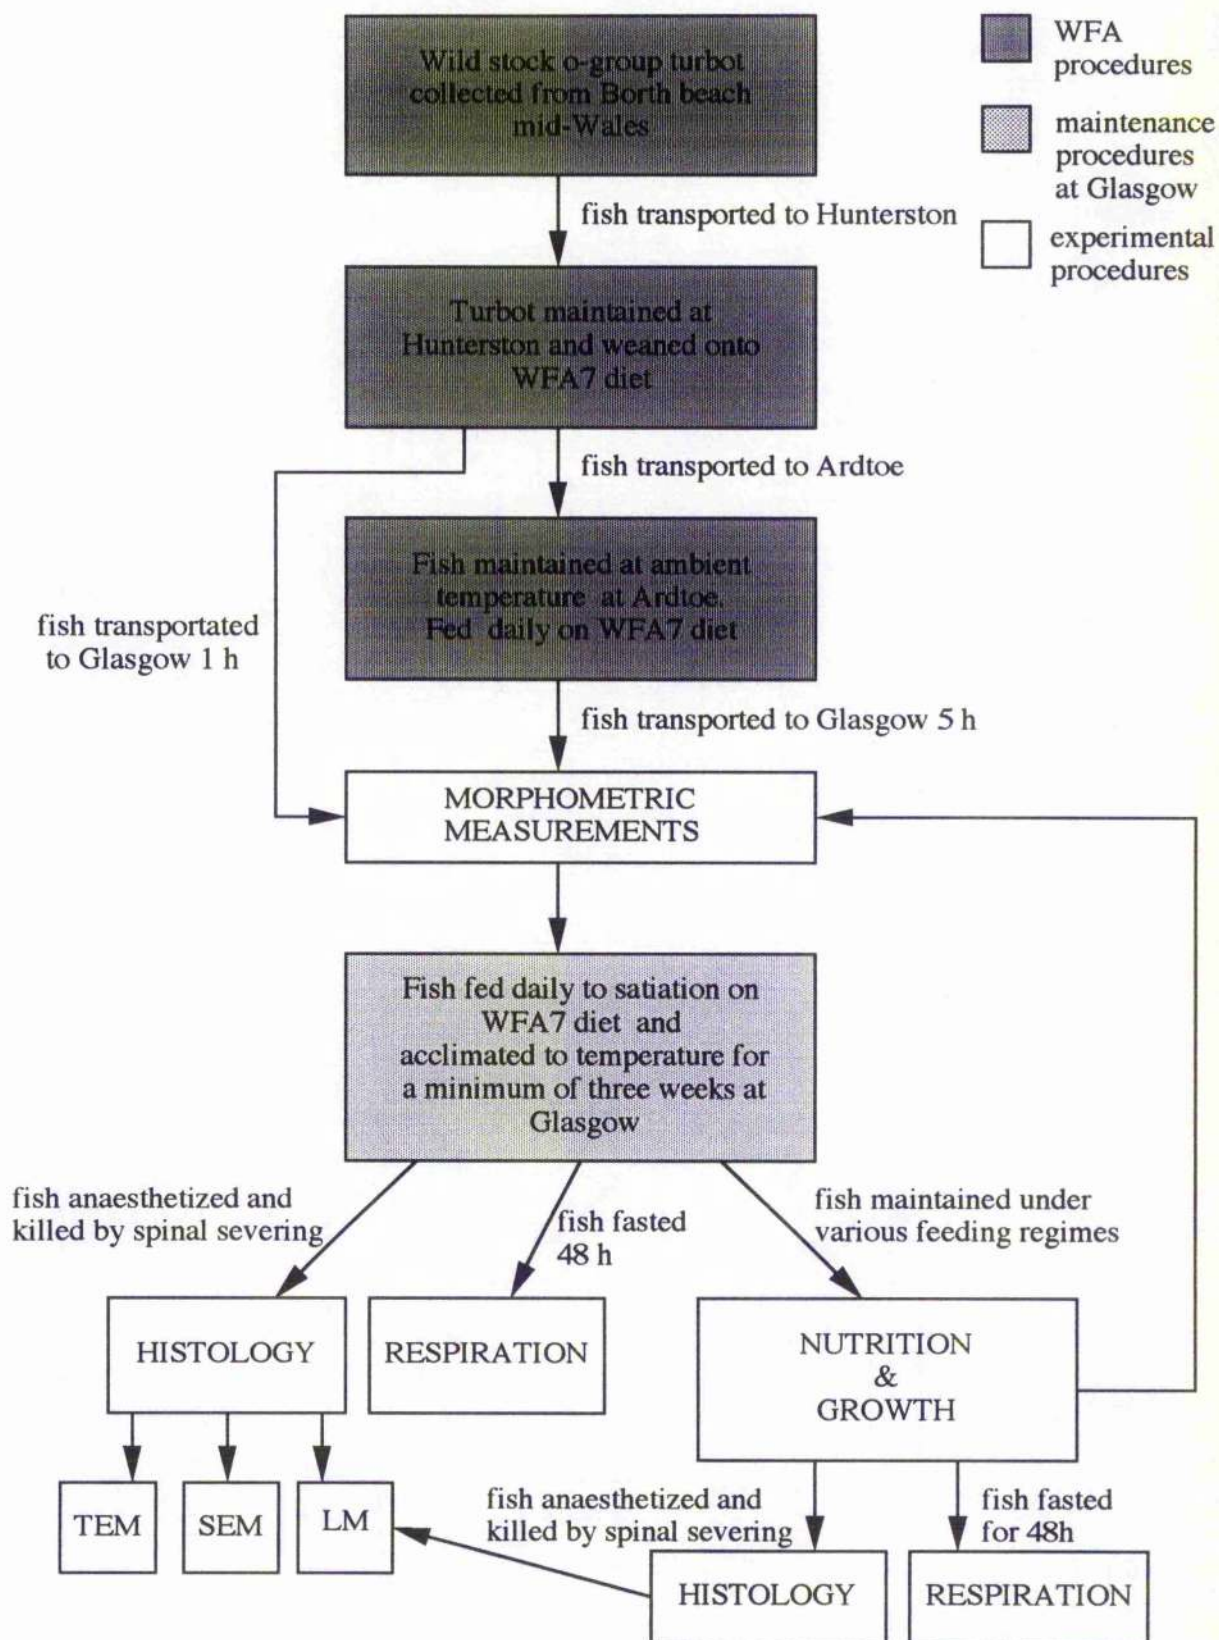 Wild stock o-group turbot
collected from Borth beach
mid-Wales
WFA
procedures
maintenance
procedures
at Glasgow
experimental
procedures
fish transported to Hunterston
Turbot maintained at
Hunterston and weaned onto
WFA7 diet
fish transported to Ardtoe
Fish maintained at ambient
temperature at Ardtoe.
Fed daily on WFA7 diet
fish transportated
to Glasgow 1 h
fish transported to Glasgow 5 h
MORPHOMETRIC
MEASUREMENTS
Fish fed daily to satiation on
WFA7 diet and
acclimated to temperature for
a minimum of three weeks at
Glasgow
fish anaesthetized and
killed by spinal severing
fish fasted
48 h
fish maintained under
various feeding regimes
HISTOLOGY
RESPIRATION
NUTRITION
&
GROWTH
TEM
SEM
LM
fish anaesthetized and
killed by spinal severing
fish fasted
for 48h
HISTOLOGY
RESPIRATION